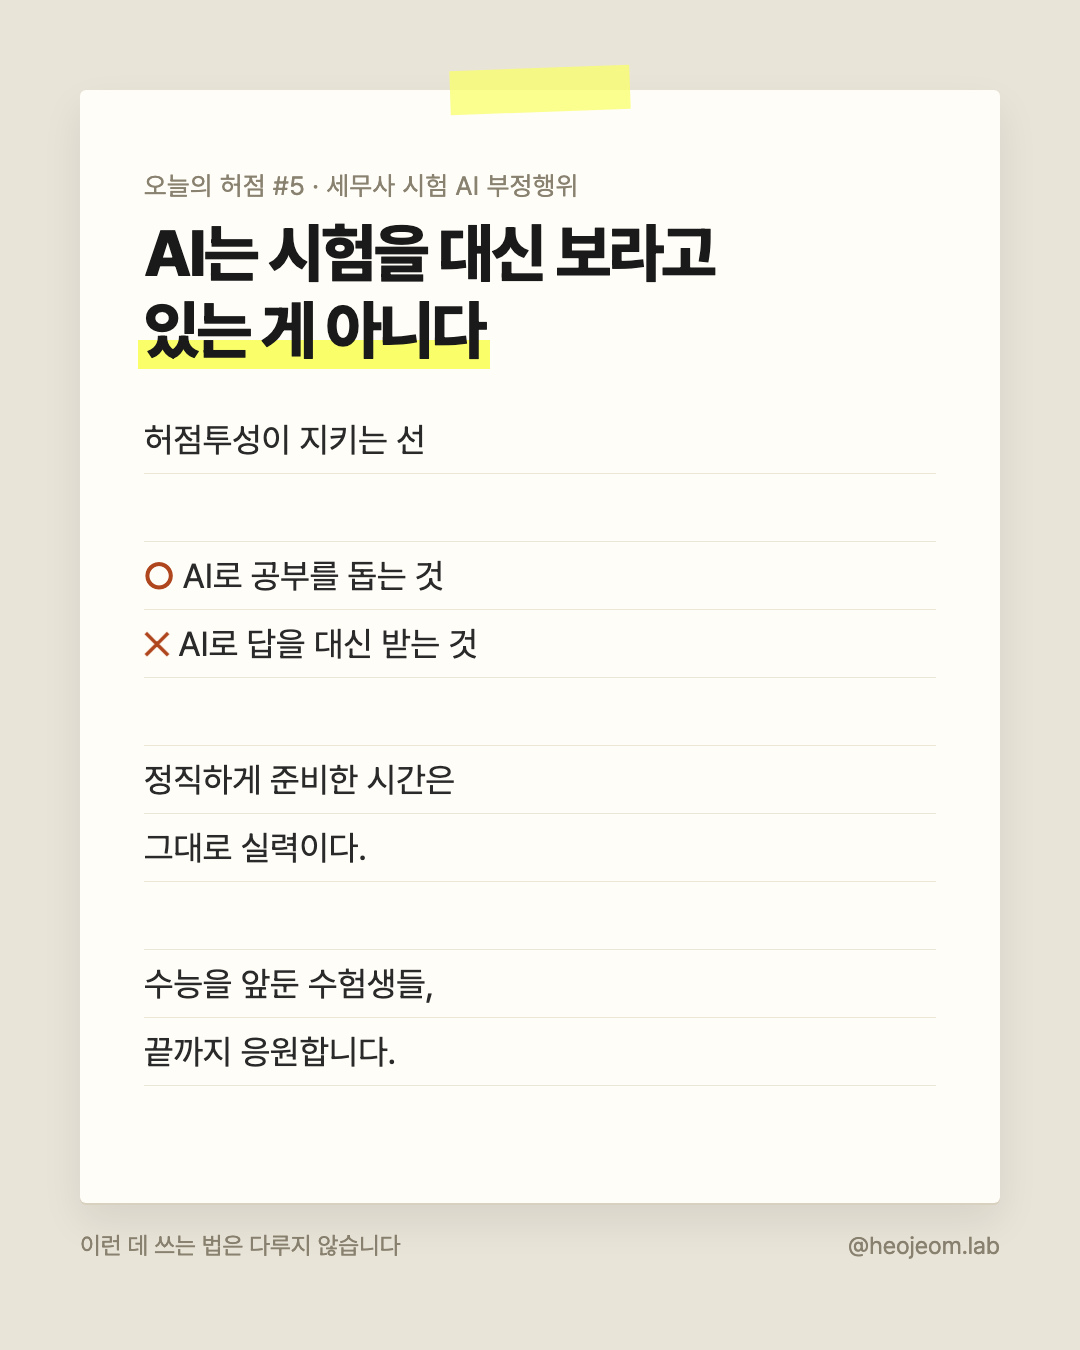 오늘의 허점 #5 · 세무사 시험 AI 부정행위
AI는 시험을 대신 보라고
있는 게 아니다
허점투성이 지키는 선
⭕ AI로 공부를 돕는 것
✕ AI로 답을 대신 받는 것
정직하게 준비한 시간은
그대로 실력이다.
수능을 앞둔 수험생들,
끝까지 응원합니다.
이런 데 쓰는 법은 다루지 않습니다
@heojeom.lab